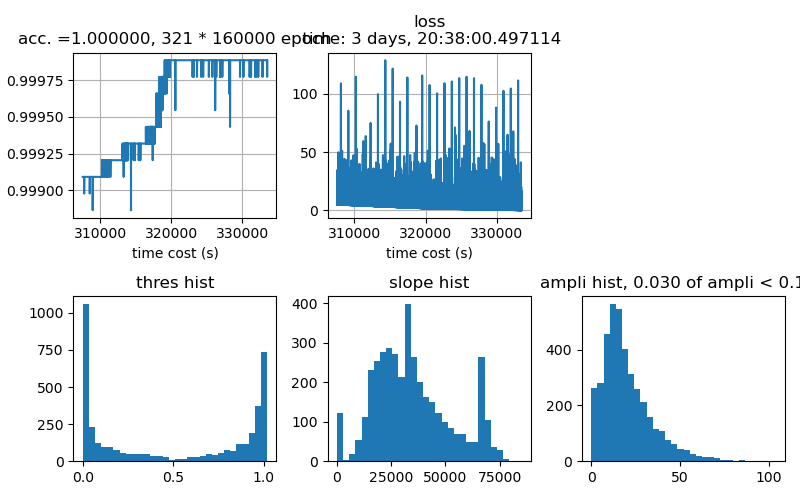 loss
acc. =1.000000, 321 * 160000 epoch
time: 3 days, 20:38:00.497114
0.99975
0.99950
0.99925
0.99900
310000 320000 330000
time cost (s)
100
50
0
310000 320000 330000
time cost (s)
thres hist
1000
750
500
250
0
0.0 0.5 1.0
slope hist
400
300
200
100
0
0 25000 50000 75000
ampli hist, 0.030 of ampli < 0.1
400
200
0
0 50 100